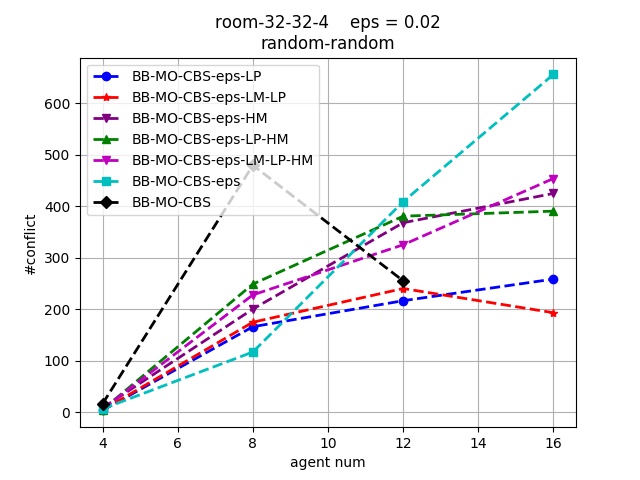 room-32-32-4    eps = 0.02
random-random
BB-MO-CBS-eps-LP
BB-MO-CBS-eps-LM-LP
BB-MO-CBS-eps-HM
BB-MO-CBS-eps-LP-HM
BB-MO-CBS-eps-LM-LP-HM
BB-MO-CBS-eps
BB-MO-CBS
#conflict
600
500
400
300
200
100
0
4 6 8 10 12 14 16
agent num